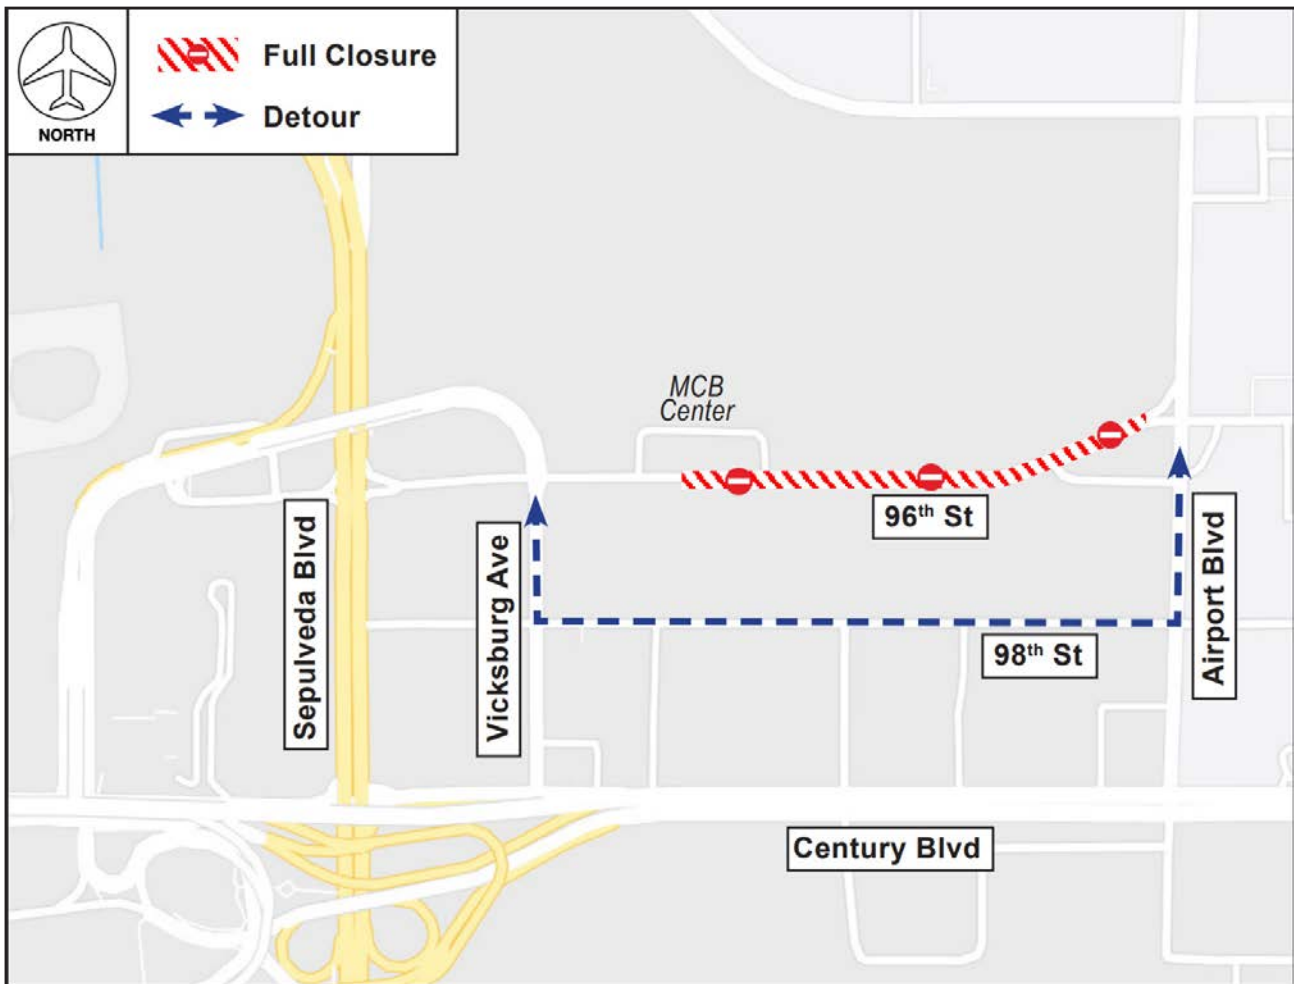 Full Closure
Detour
NORTH
MCB
Center
96th St
Sepulveda Blvd
Vicksburg Ave
98th St
Airport Blvd
Century Blvd